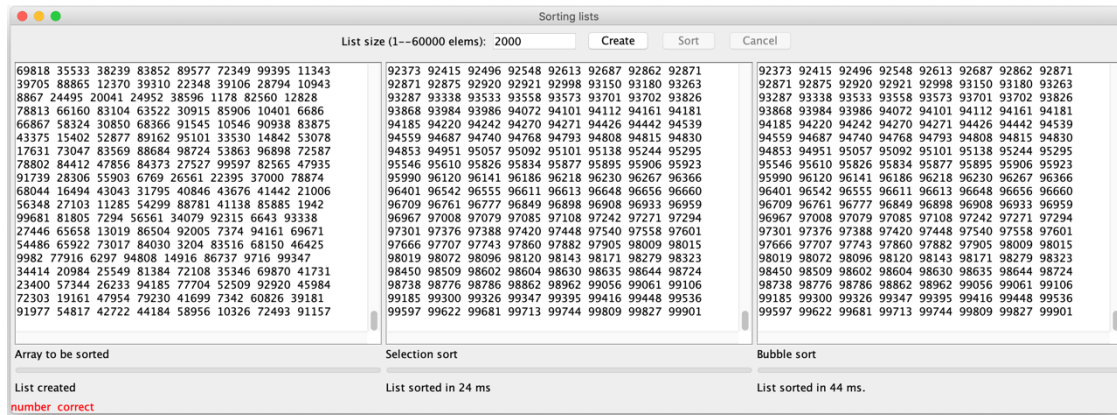 Sorting lists
List size (1--60000 elems): 2000 Create Sort Cancel
69818 35533 38239 83852 89577 72349 99395 11343
39705 88865 12370 39310 22348 39106 28794 10943
8867 24495 20041 24952 38596 1178 82560 12828
78813 66160 83104 63522 30915 85906 10401 6686
66867 58324 30850 68366 91545 10546 90938 83875
43375 15402 52877 89162 95101 33530 14842 53078
17631 73047 83569 88684 98724 53863 96898 72587
78802 84412 47856 84373 27527 99597 82565 47935
91739 28306 55903 6769 26561 22395 37000 78874
68044 16494 43043 31795 40846 43676 41442 21006
56348 27103 11285 54299 88781 41138 85885 1942
99681 81805 7294 56561 34079 92315 6643 93338
27446 65658 13019 86504 92005 7374 94161 69671
54486 65922 73017 84030 3204 83516 68150 46425
9982 77916 6297 94808 14916 86737 9716 99347
34414 20984 25549 81384 72108 35346 69870 41731
23400 57344 26233 94185 77704 52509 92920 45984
72303 19161 47954 79230 41699 7342 60826 39181
91977 54817 42722 44184 58956 10326 72493 91157
Array to be sorted
List created
number correct
92373 92415 92496 92548 92613 92687 92862 92871
92871 92875 92920 92921 92998 93150 93180 93263
93287 93338 93533 93558 93573 93701 93702 93826
93868 93984 93986 94072 94101 94112 94161 94181
94185 94220 94242 94270 94271 94426 94442 94539
94559 94687 94740 94768 94793 94808 94815 94830
94853 94951 95057 95092 95101 95138 95244 95295
95546 95610 95826 95834 95877 95895 95906 95923
95990 96120 96141 96186 96218 96230 96267 96366
96401 96542 96555 96611 96613 96648 96656 96660
96709 96761 96777 96849 96898 96908 96933 96959
96967 97008 97079 97085 97108 97242 97271 97294
97301 97376 97388 97420 97448 97540 97558 97601
97666 97707 97743 97860 97882 97905 98009 98015
98019 98072 98096 98120 98143 98171 98279 98323
98450 98509 98602 98604 98630 98635 98644 98724
98738 98776 98786 98862 98962 99056 99061 99106
99185 99300 99326 99347 99395 99416 99448 99536
99597 99622 99681 99713 99744 99809 99827 99901
Selection sort
List sorted in 24 ms
92373 92415 92496 92548 92613 92687 92862 92871
92871 92875 92920 92921 92998 93150 93180 93263
93287 93338 93533 93558 93573 93701 93702 93826
93868 93984 93986 94072 94101 94112 94161 94181
94185 94220 94242 94270 94271 94426 94442 94539
94559 94687 94740 94768 94793 94808 94815 94830
94853 94951 95057 95092 95101 95138 95244 95295
95546 95610 95826 95834 95877 95895 95906 95923
95990 96120 96141 96186 96218 96230 96267 96366
96401 96542 96555 96611 96613 96648 96656 96660
96709 96761 96777 96849 96898 96908 96933 96959
96967 97008 97079 97085 97108 97242 97271 97294
97301 97376 97388 97420 97448 97540 97558 97601
97666 97707 97743 97860 97882 97905 98009 98015
98019 98072 98096 98120 98143 98171 98279 98323
98450 98509 98602 98604 98630 98635 98644 98724
98738 98776 98786 98862 98962 99056 99061 99106
99185 99300 99326 99347 99395 99416 99448 99536
99597 99622 99681 99713 99744 99809 99827 99901
Bubble sort
List sorted in 44 ms.